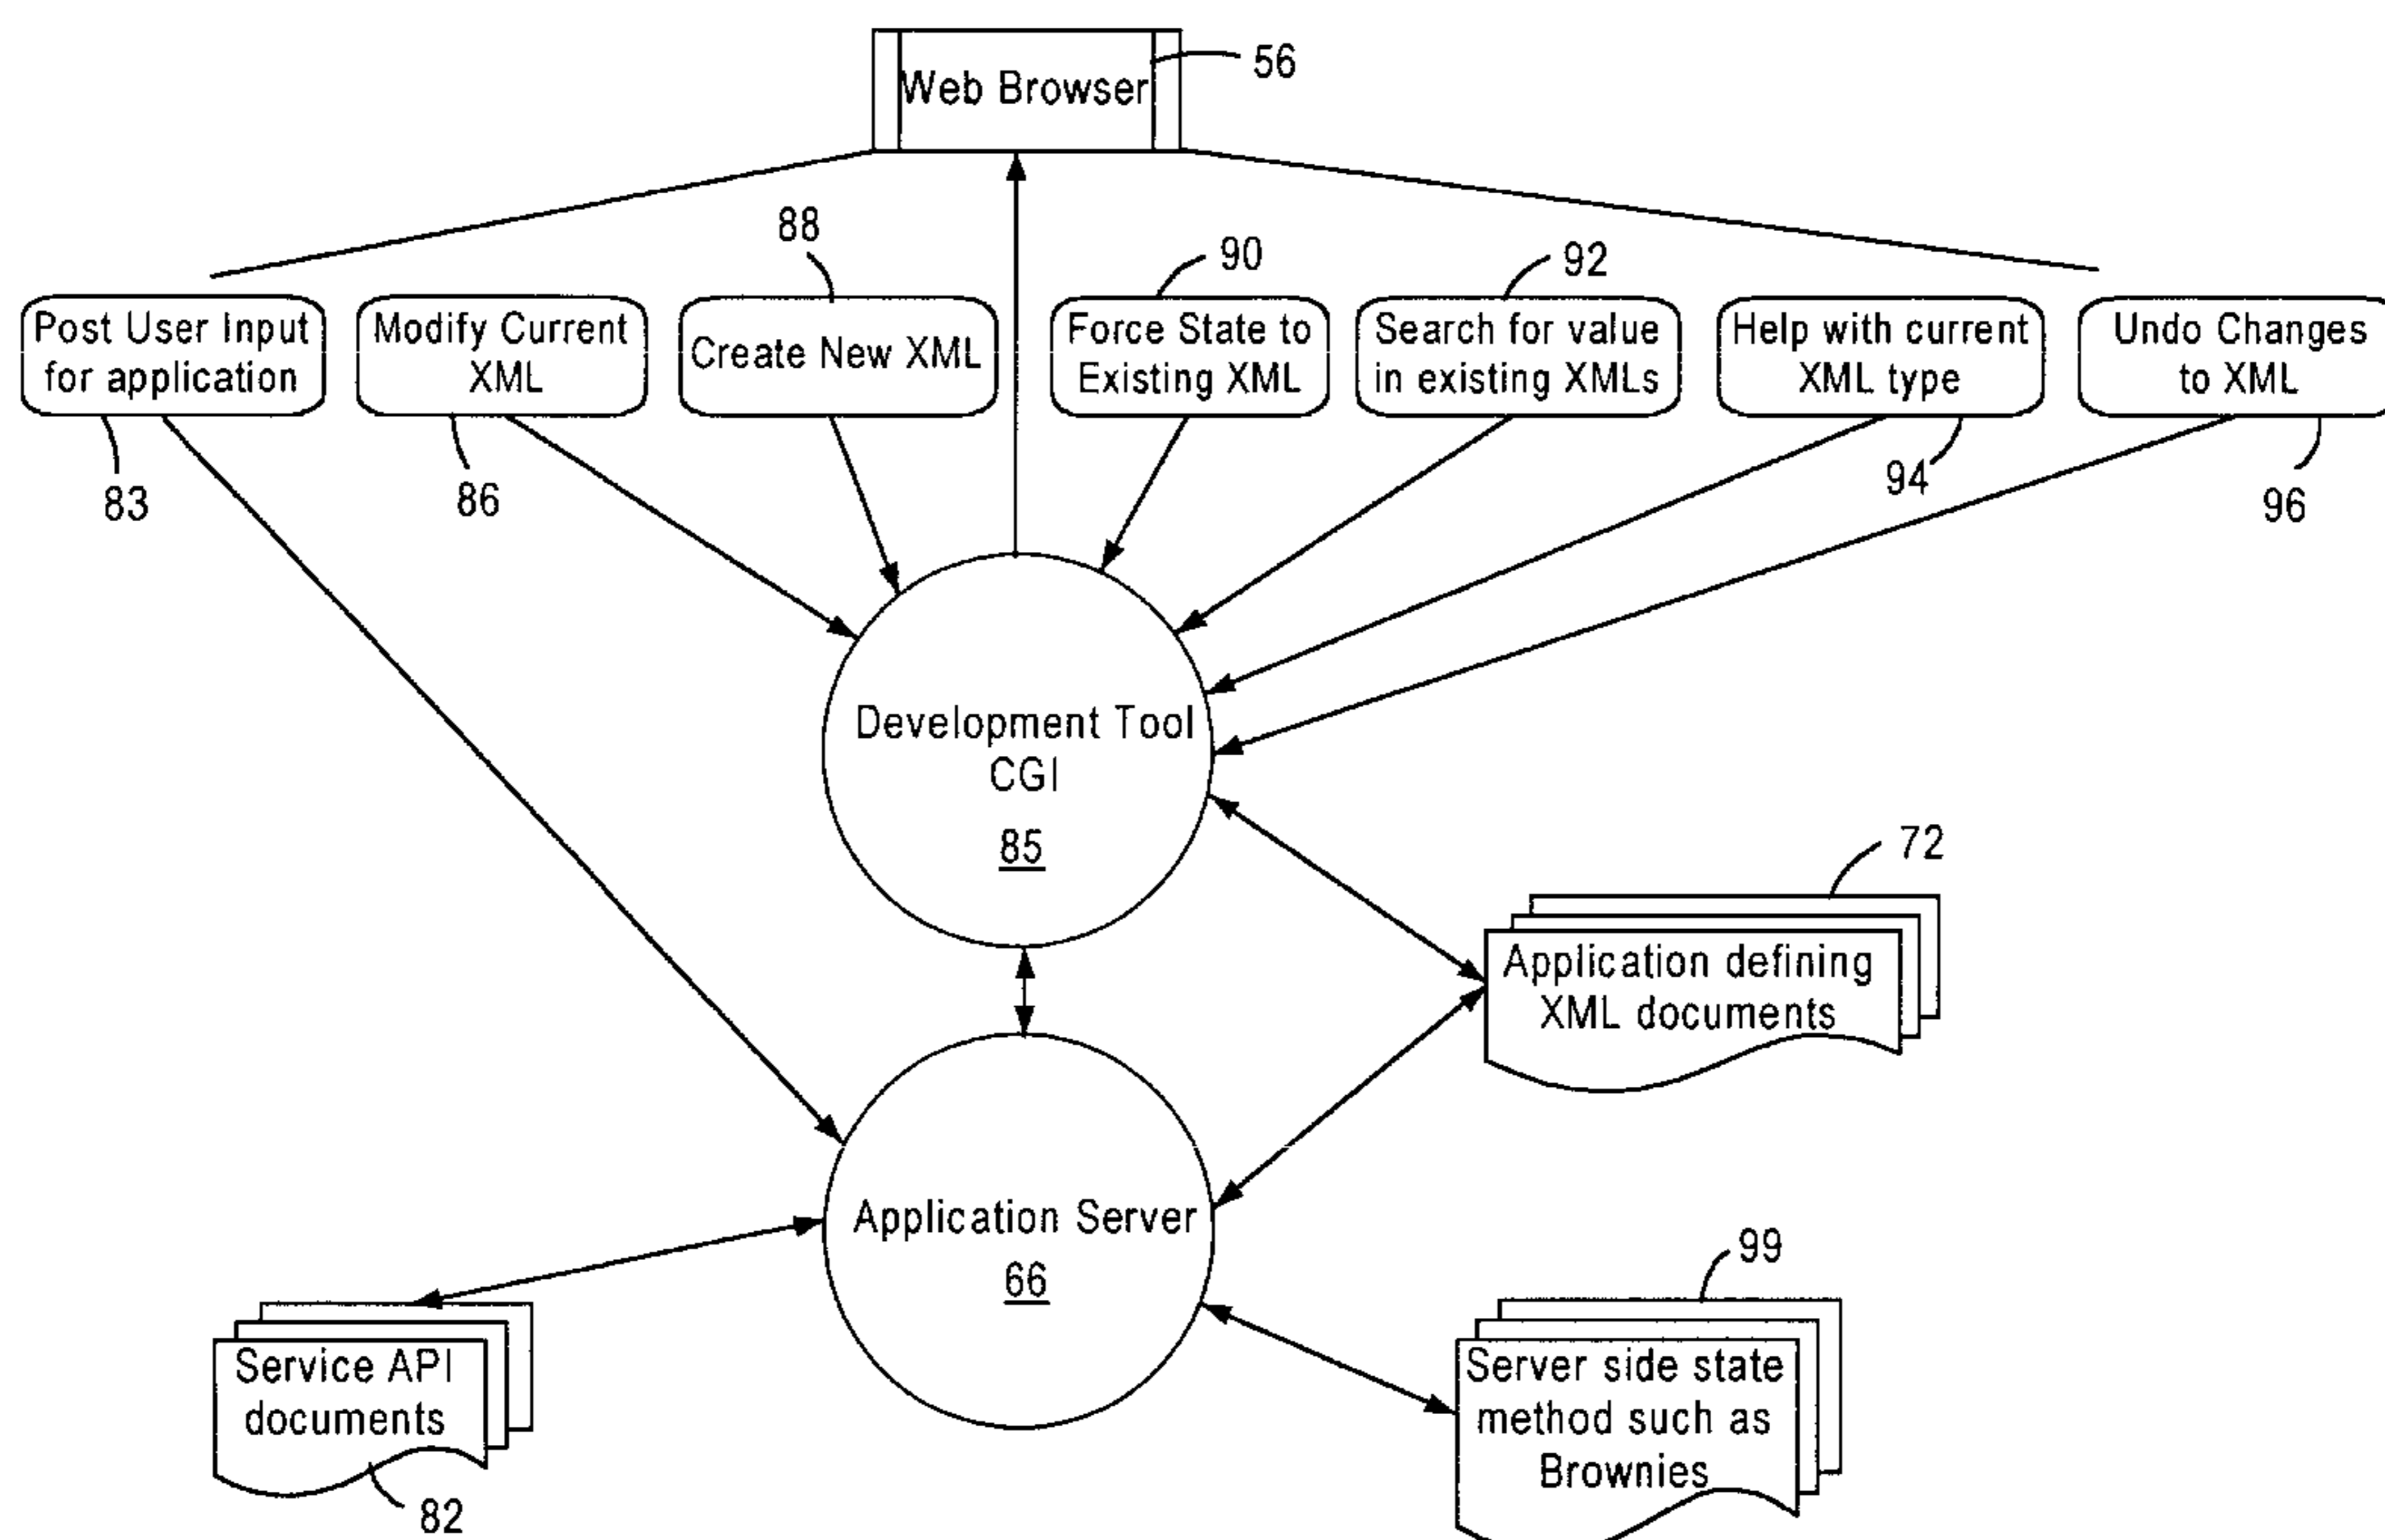 Web Browser
56
88
90
92
Post User Input
for application
Modify Current
XML
Create New XML
Force State to
Existing XML
Search for value
in existing XMLs
Help with current
XML type
Undo Changes
to XML
83
86
94
96
Development Tool
CGI
85
72
Application defining
XML documents
Application Server
66
99
Service API
documents
82
Server side state
method such as
Brownies